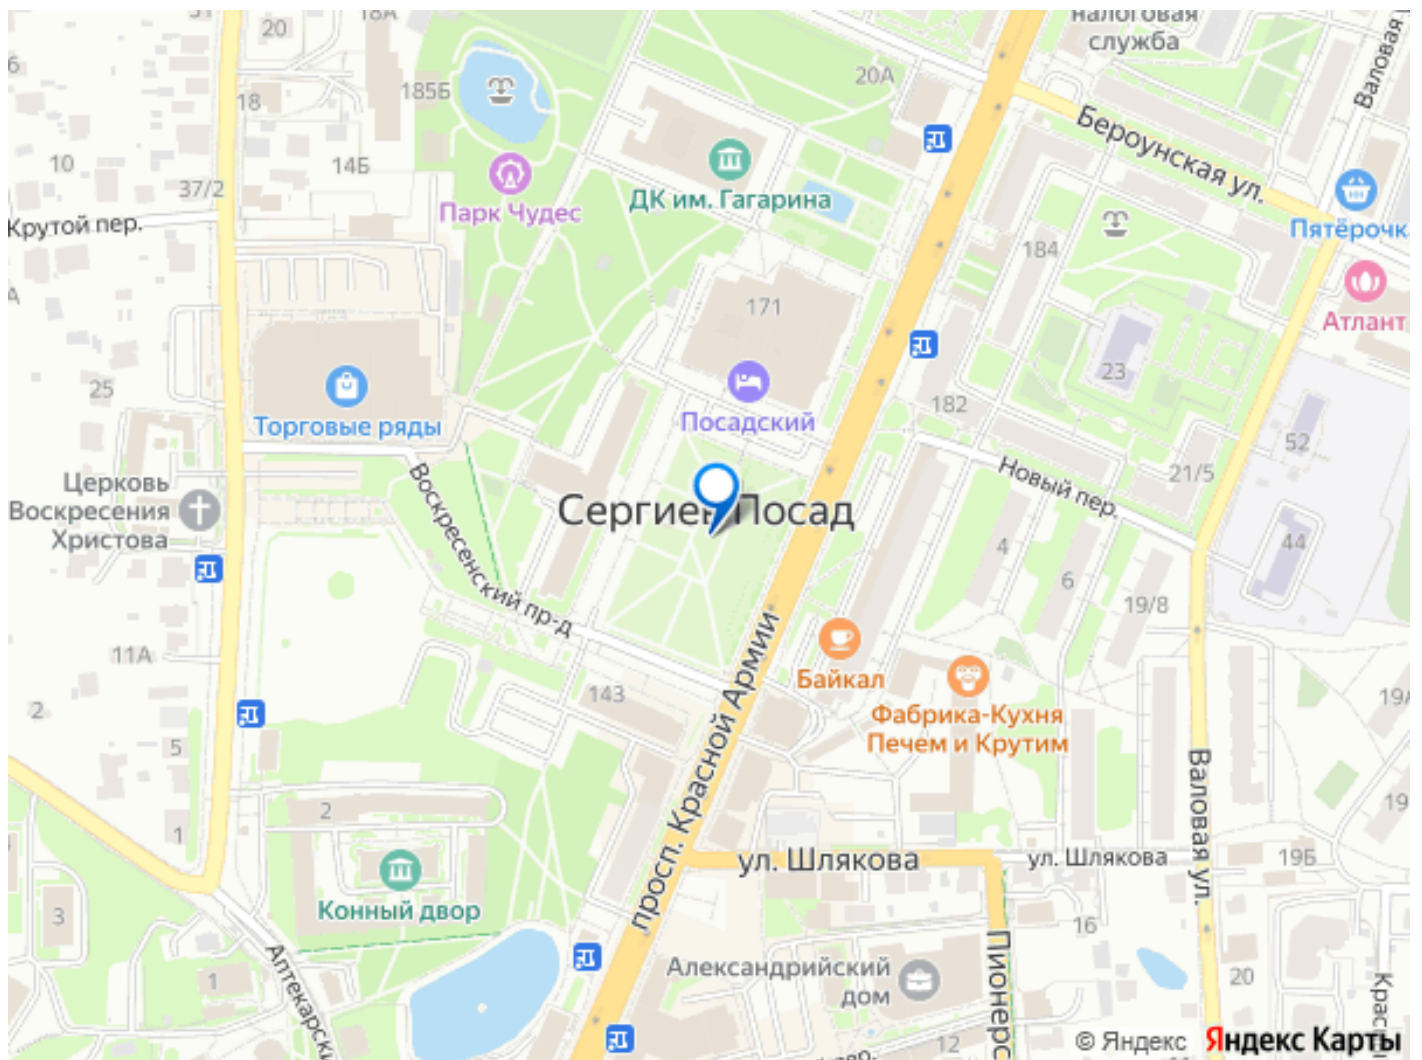 18А
налоговая
служба
20
20А
6
185Б
18
Валовая
Бероунская ул.
10
14Б
37/2
Парк Чудес
ДК им. Гагарина
Пятёрочк
Крутой пер.
184
А
171
Атлант
23
25
182
Торговые ряды
Посадский
52
Церковь
Воскресения
Христова
Новый пер.
21/5
Сергиев Посад
Воскресенский пр-д
44
4
6
19/8
11А
Байкал
143
2
Фабрика-Кухня
Печем и Крутим
19А
5
просп. Красной Армии
Валовая ул.
2
1
19
ул. Шлякова
ул. Шлякова
19Б
Конный двор
3
16
Аптекарски
Пионерс
Александрийский
дом
1
20
Крас
12
© Яндекс
Яндекс Карты